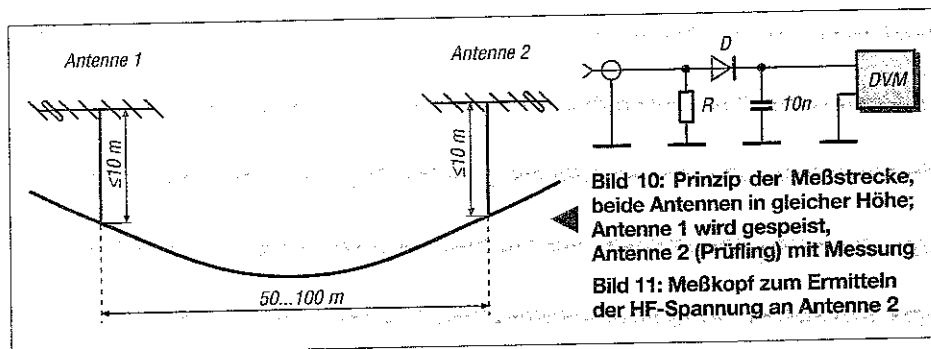 Antenne 1
Antenne 2
≤10 m
≤10 m
50...100 m
D
R
10n
DVM
Bild 10: Prinzip der Meßstrecke,
beide Antennen in gleicher Höhe;
Antenne 1 wird gespeist,
Antenne 2 (Prüfling) mit Messung
Bild 11: Meßkopf zum Ermitteln
der HF-Spannung an Antenne 2